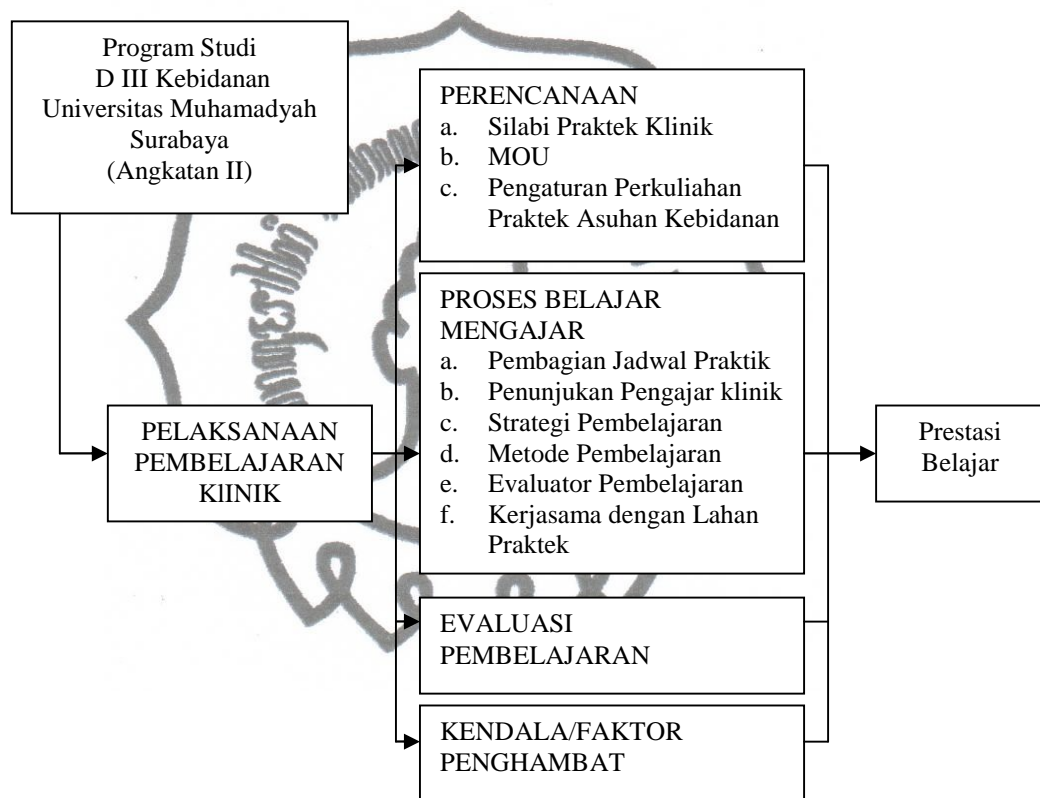 Program Studi
D III Kebidanan
Universitas Muhamadyah
Surabaya
(Angkatan II)
PELAKSANAAN
PEMBELAJARAN
KlINIK
PERENCANAAN
a. Silabi Praktek Klinik
b. MOU
c. Pengaturan Perkuliahan
Praktek Asuhan Kebidanan
PROSES BELAJAR
MENGAJAR
a. Pembagian Jadwal Praktik
b. Penunjukan Pengajar klinik
c. Strategi Pembelajaran
d. Metode Pembelajaran
e. Evaluator Pembelajaran
f. Kerjasama dengan Lahan
Praktek
EVALUASI
PEMBELAJARAN
KENDALA/FAKTOR
PENGHAMBAT
Prestasi
Belajar